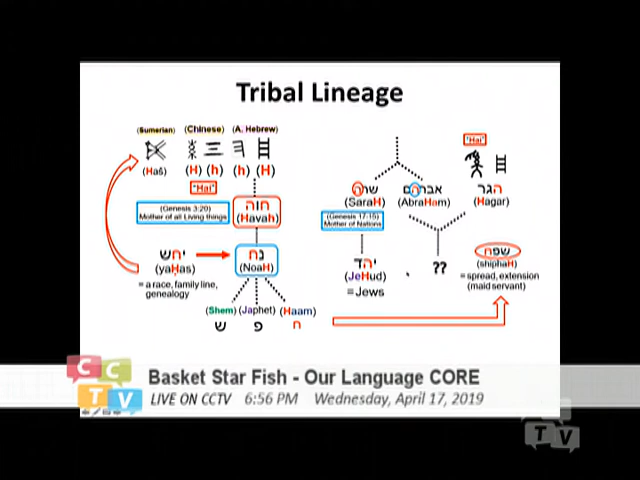 Tribal Lineage
(Sumerian) (Chinese) (A. Hebrew)
(Haš) (H) (h) (h) (H)
"Hai"
"Hai"
חוה
(Havah)
(Genesis 3:20)
Mother of all Living things
יחש
(yaHas)
= a race, family line,
genealogy
נח
(NoaH)
(Shem) (Japhet) (Haam)
ש פ ח
שרה
(SaraH)
(Genesis 17-15)
Mother of Nations
אברהם
(AbraHam)
הגר
(Hagar)
יהד
(JeHud)
= Jews
??
שפח
(shiphaH)
= spread, extension
(maid servant)
CCTV
Basket Star Fish - Our Language CORE
LIVE ON CCTV 6:56 PM Wednesday, April 17, 2019
TV